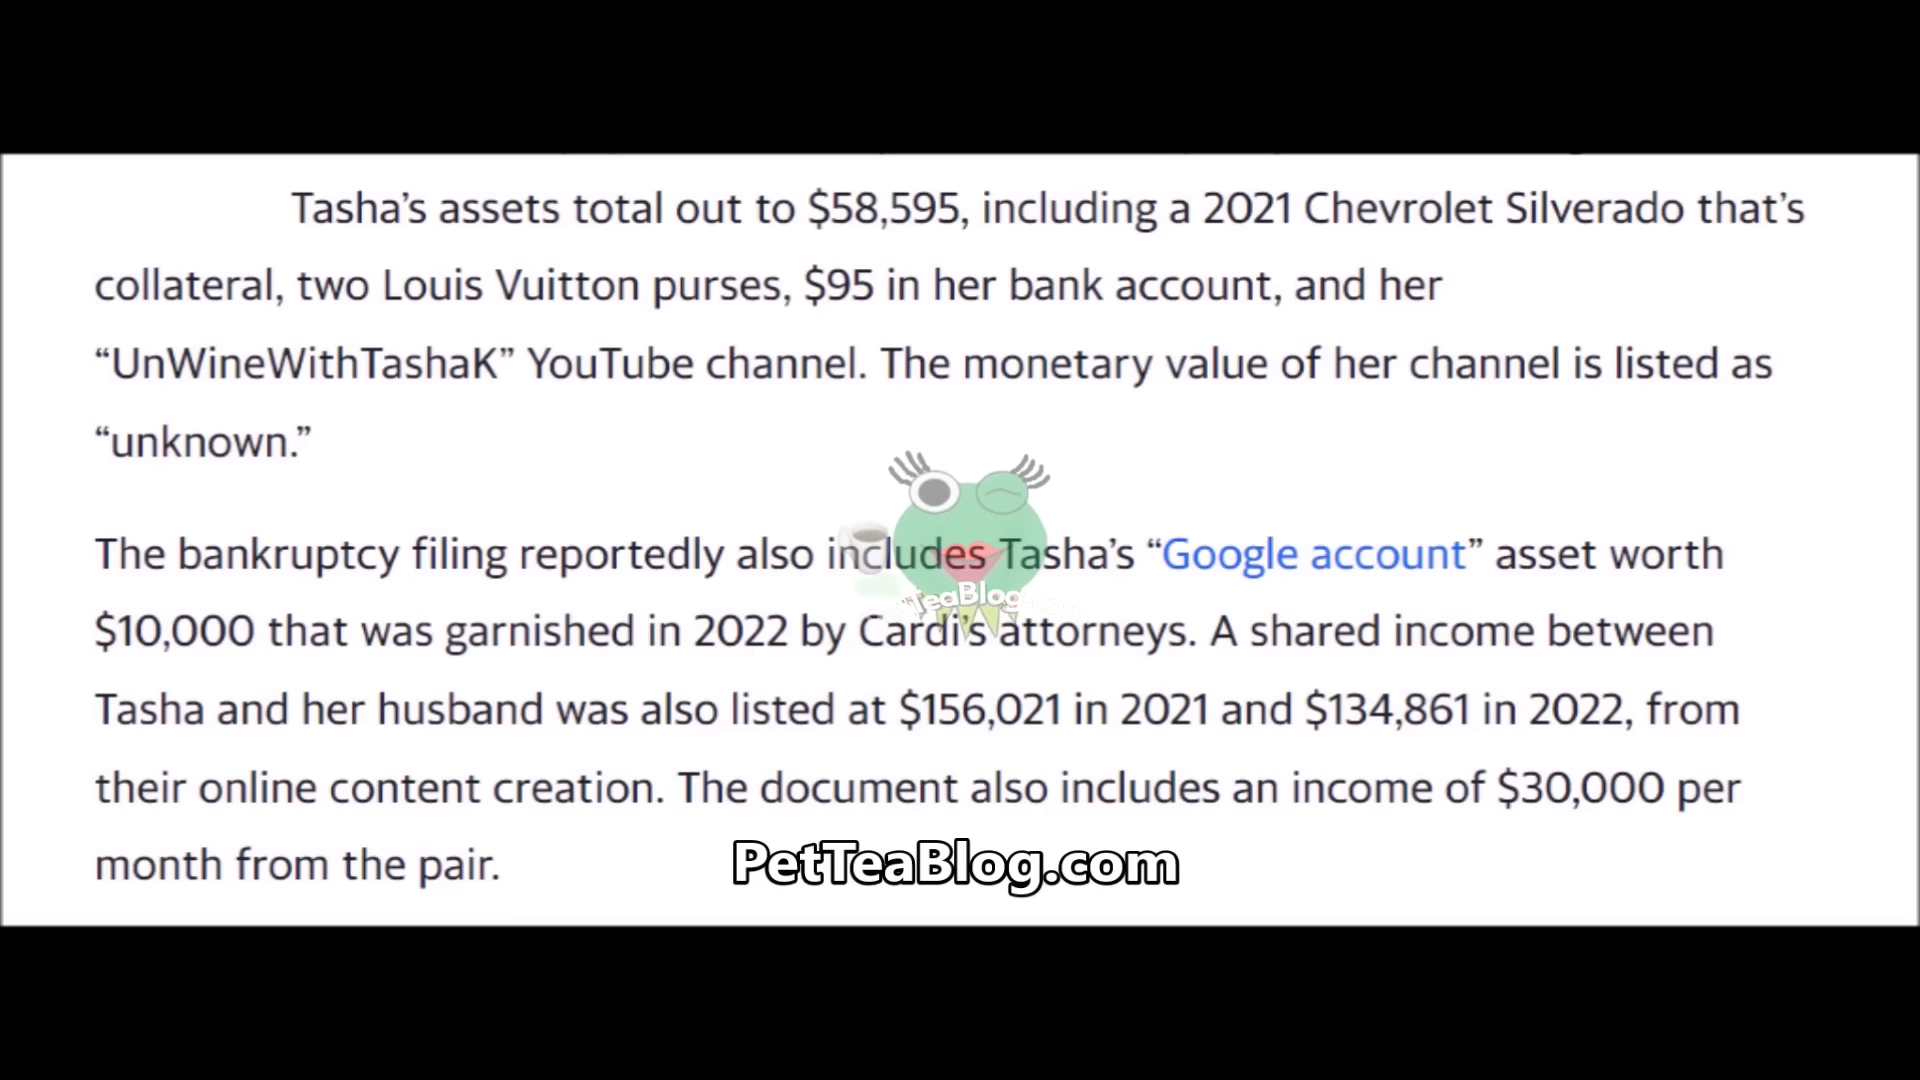 Tasha’s assets total out to $58,595, including a 2021 Chevrolet Silverado that’s
collateral, two Louis Vuitton purses, $95 in her bank account, and her
“UnWineWithTashaK” YouTube channel. The monetary value of her channel is listed as
“unknown.”
The bankruptcy filing reportedly also includes Tasha’s “Google account” asset worth
$10,000 that was garnished in 2022 by Cardi’s attorneys. A shared income between
Tasha and her husband was also listed at $156,021 in 2021 and $134,861 in 2022, from
their online content creation. The document also includes an income of $30,000 per
month from the pair.
PetTeaBlog.com